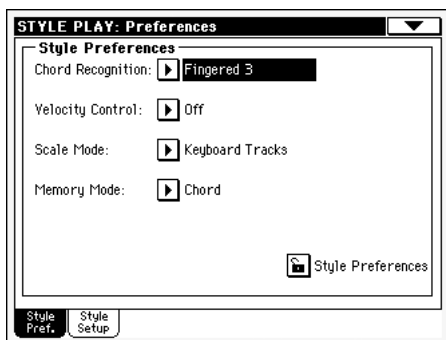 STYLE PLAY: Preferences
Style Preferences
Chord Recognition: Fingered 3
Velocity Control: Off
Scale Mode: Keyboard Tracks
Memory Mode: Chord
Style Preferences
Style Pref.
Style Setup